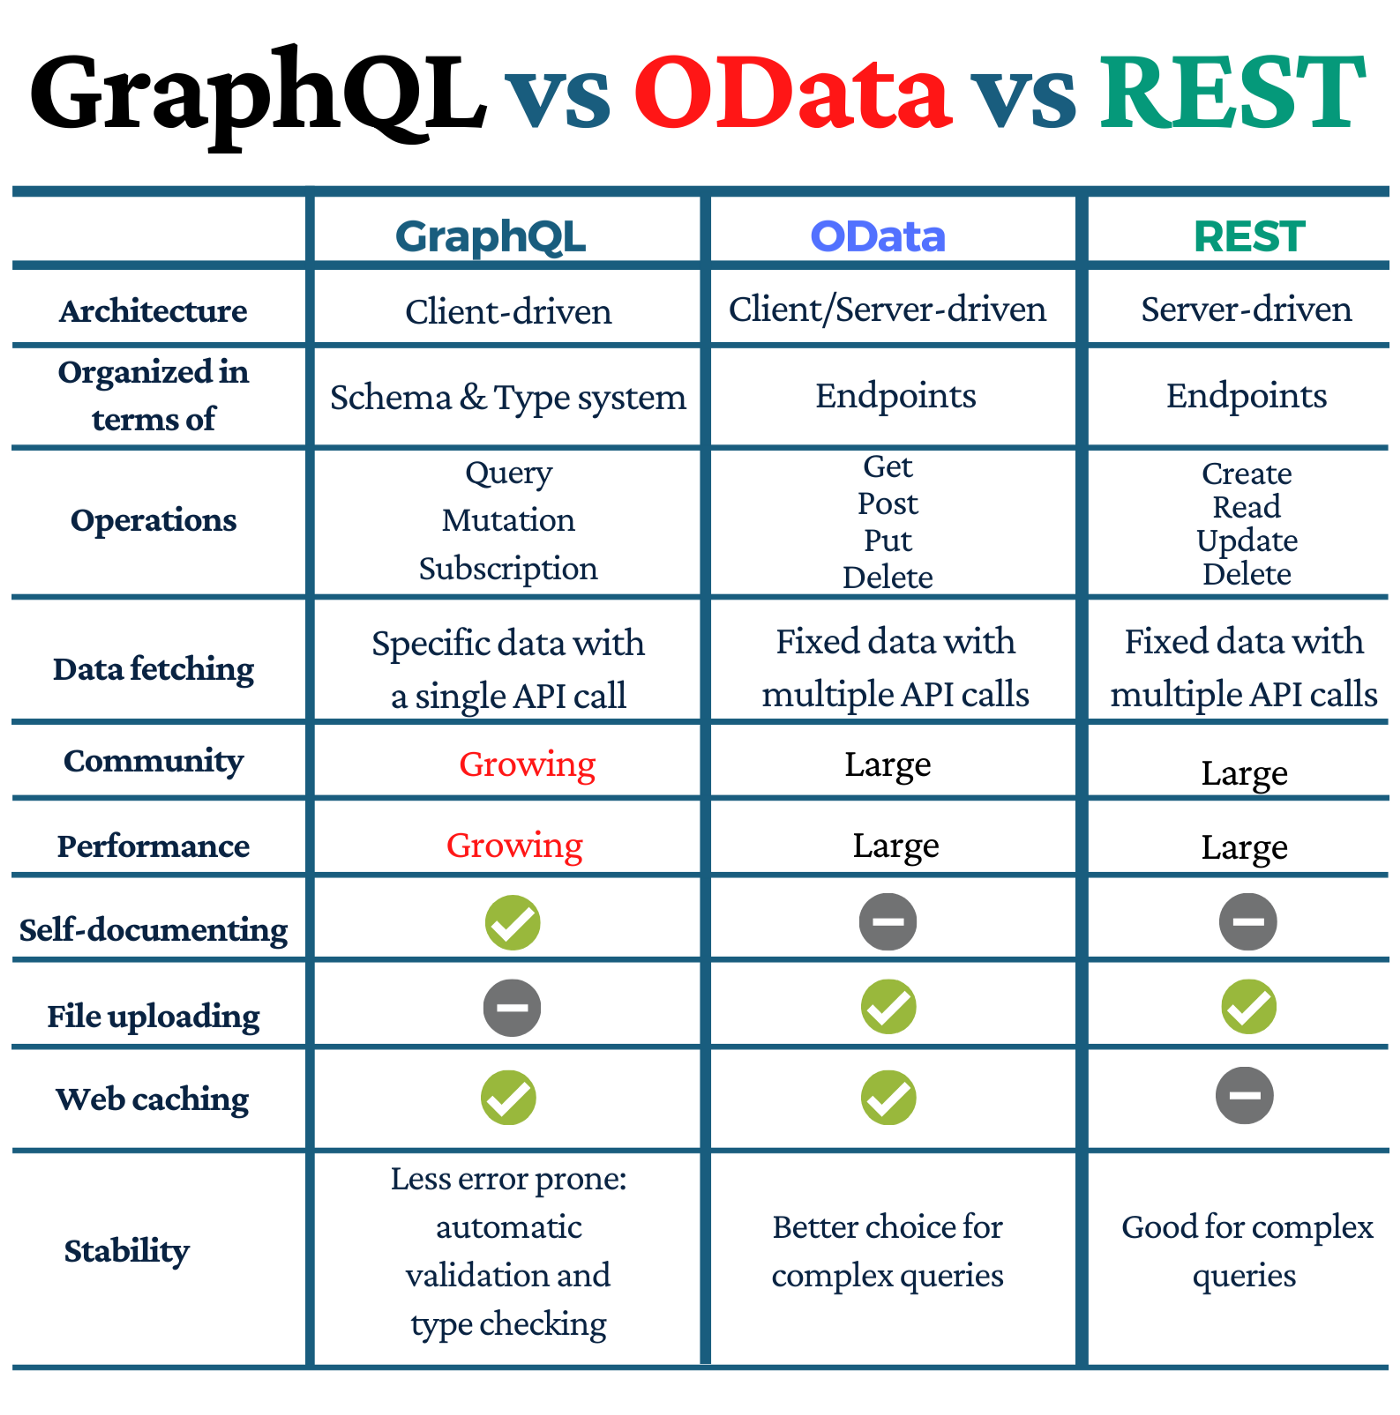 GraphQL vs OData vs REST
GraphQL OData REST
Architecture Client-driven Client/Server-driven Server-driven
Organized in
terms of
Schema & Type system Endpoints Endpoints
Operations
Query
Mutation
Subscription
Get
Post
Put
Delete
Create
Read
Update
Delete
Data fetching
Specific data with
a single API call
Fixed data with
multiple API calls
Fixed data with
multiple API calls
Community Growing Large Large
Performance Growing Large Large
Self-documenting
File uploading
Web caching
Stability
Less error prone:
automatic
validation and
type checking
Better choice for
complex queries
Good for complex
queries